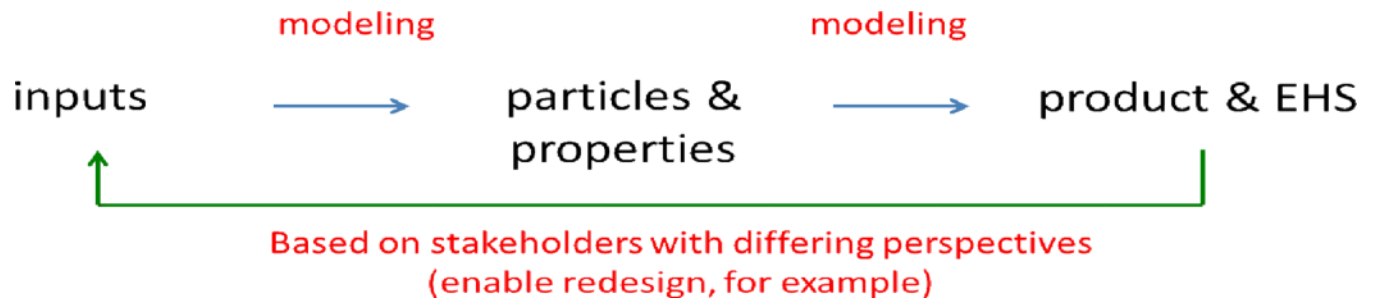 modeling modeling
inputs particles & product & EHS
properties
Based on stakeholders with differing perspectives
(enable redesign, for example)